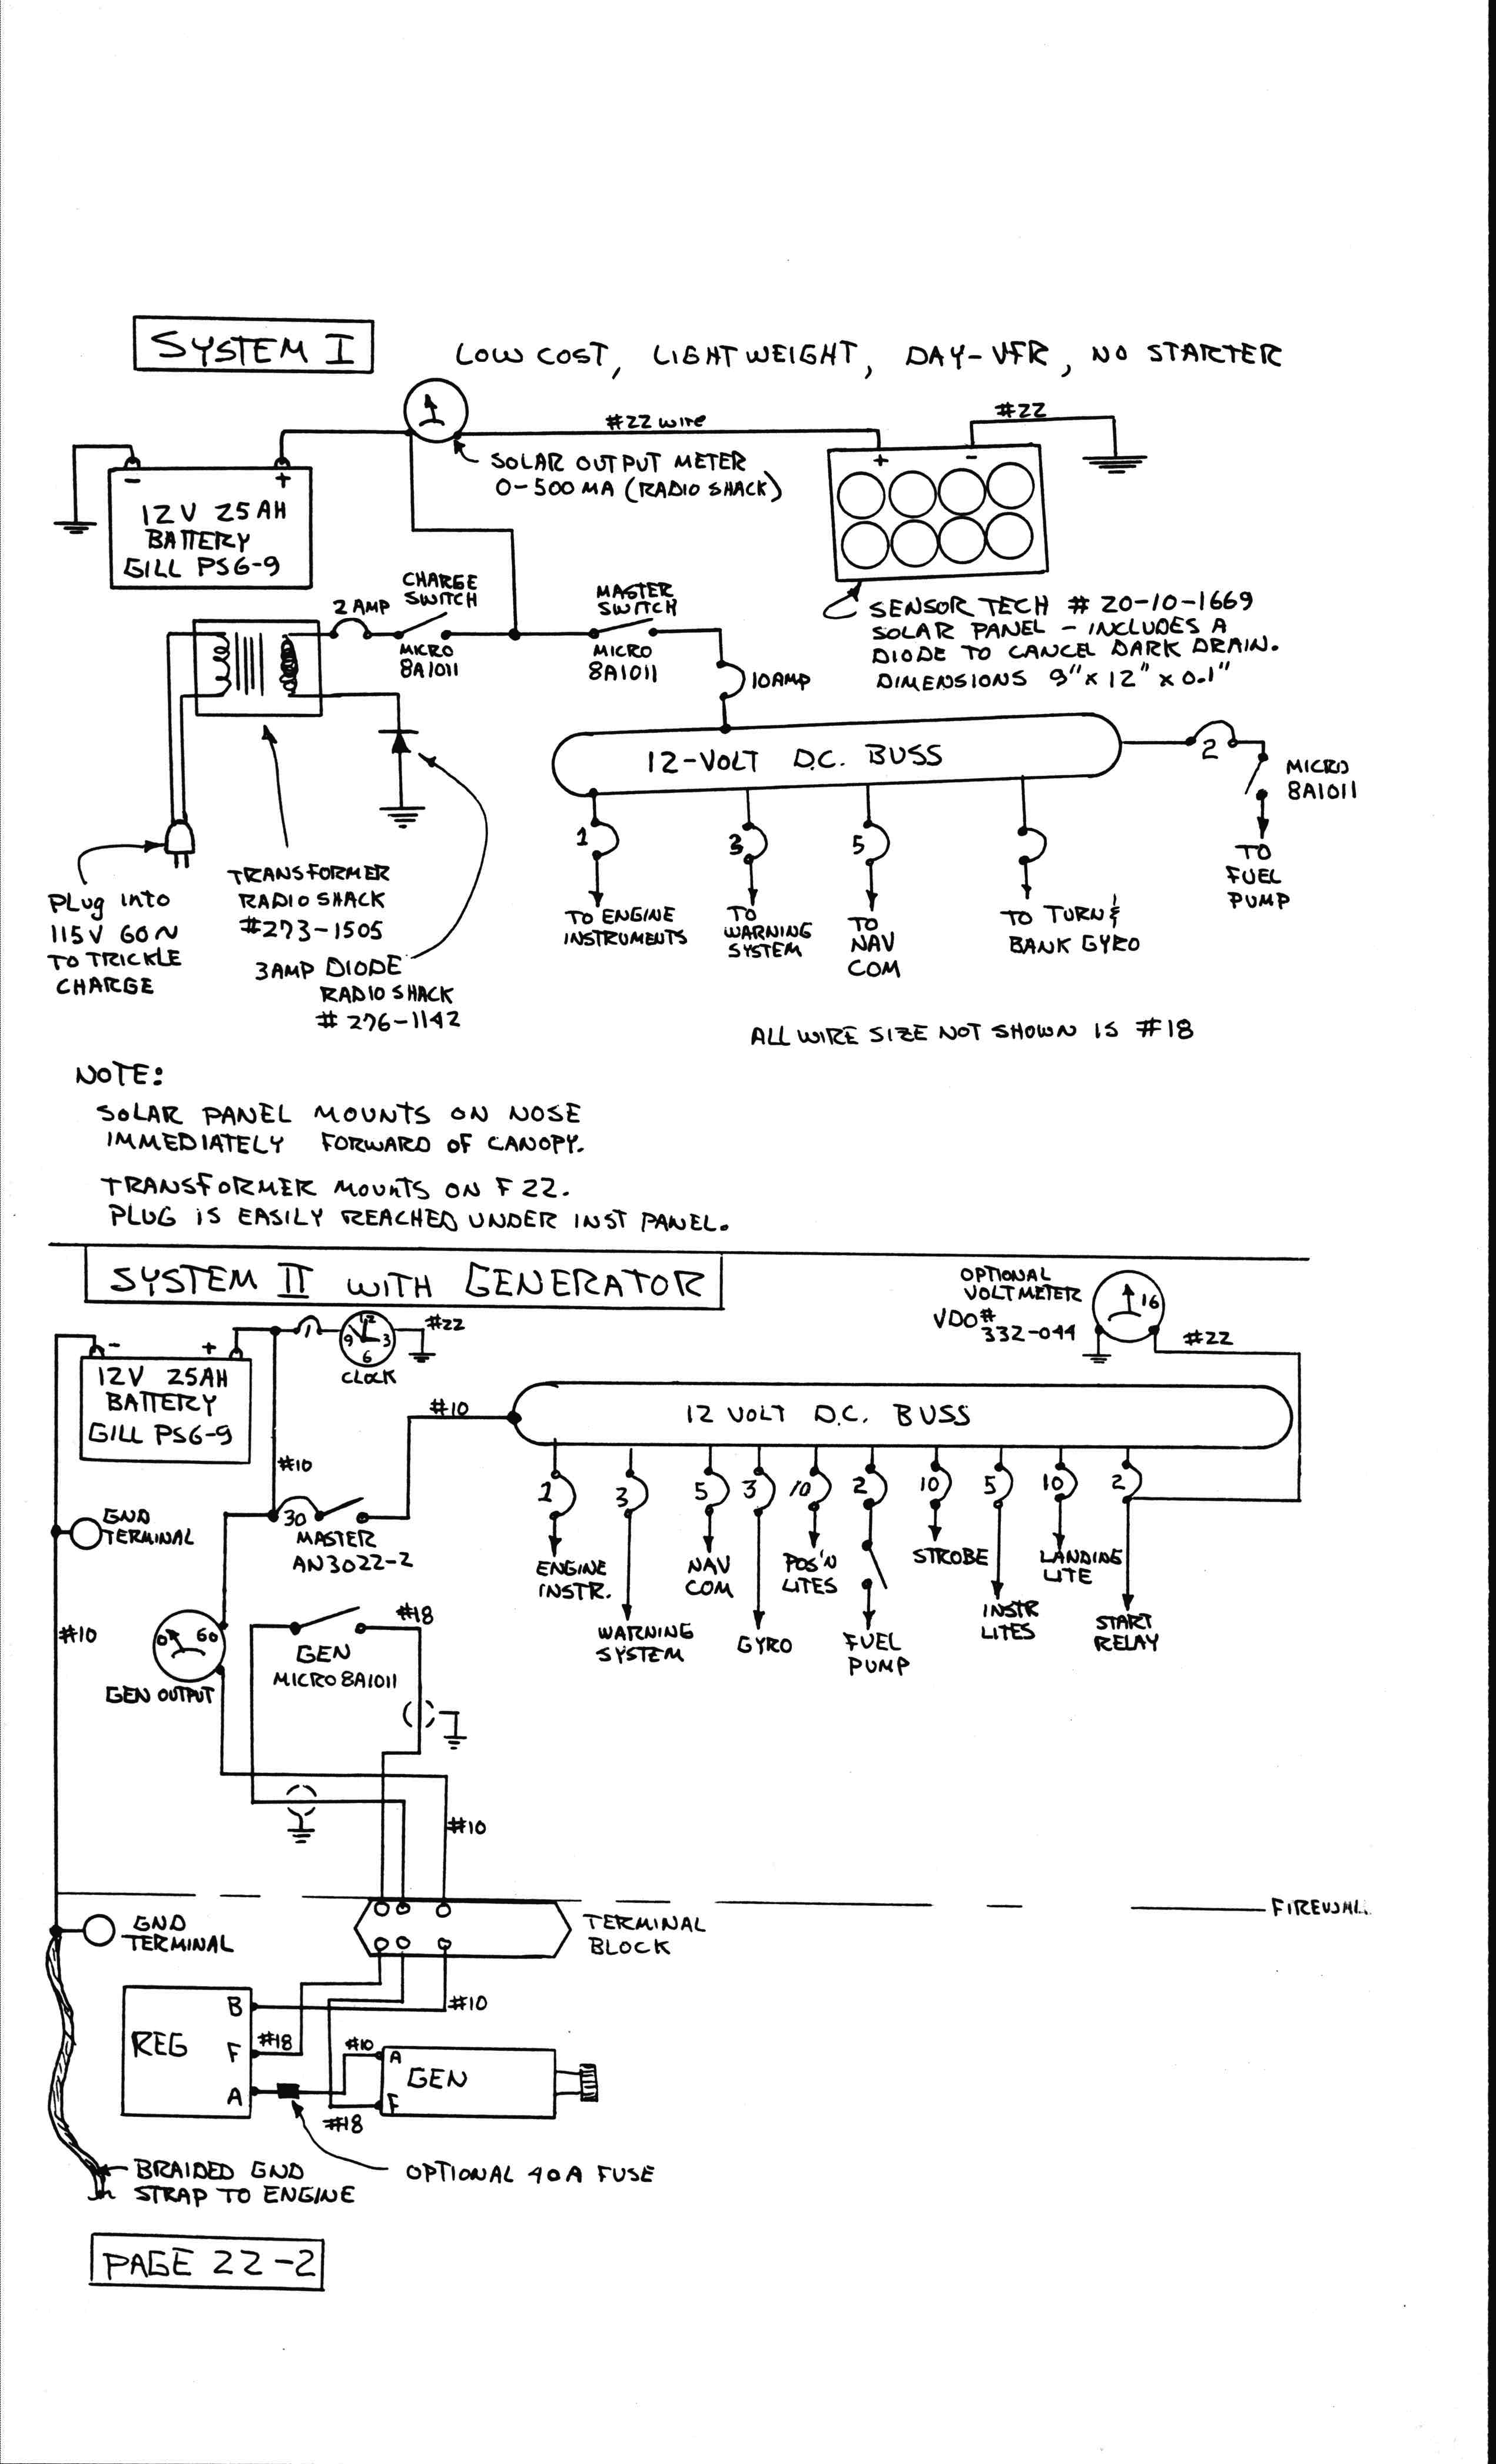 SYSTEM I
LOW COST, LIGHTWEIGHT, DAY-VFR, NO STARTER
#22 wire
#22
SOLAR OUTPUT METER
0-500 MA (RADIO SHACK)
- +
12V 25AH
BATTERY
GILL PS6-9
+ -
2 AMP
CHARGE
SWITCH
MICRO
8A1011
MASTER
SWITCH
MICRO
8A1011
10AMP
SENSOR TECH # 20-10-1669
SOLAR PANEL - INCLUDES A
DIODE TO CANCEL DARK DRAIN.
DIMENSIONS 9" x 12" x 0.1"
12-VOLT D.C. BUSS
2
MICRO
8A1011
TO
FUEL
PUMP
1
3
5
TO ENGINE
INSTRUMENTS
TO
WARNING
SYSTEM
TO
NAV
COM
TO TURN &
BANK GYRO
PLug into
115V 60~
TO TRICKLE
CHARGE
TRANSFORMER
RADIO SHACK
#273-1505
3AMP DIODE
RADIO SHACK
# 276-1142
ALL WIRE SIZE NOT SHOWN IS #18
NOTE:
SOLAR PANEL MOUNTS ON NOSE
IMMEDIATELY FORWARD OF CANOPY.
TRANSFORMER MOUNTS ON F22.
PLUG IS EASILY REACHED UNDER INST PANEL.
SYSTEM II WITH GENERATOR
OPTIONAL
VOLTMETER
VDO#
332-044
16
#22
- +
12V 25AH
BATTERY
GILL PS6-9
1
12
9 3
6
CLOCK
#22
#10
12 VOLT D.C. BUSS
#10
GND
TERMINAL
30
MASTER
AN3022-2
1
3
5
3
10
2
10
5
10
2
ENGINE
INSTR.
WARNING
SYSTEM
NAV
COM
GYRO
POS'N
LITES
FUEL
PUMP
STROBE
INSTR
LITES
LANDING
LITE
START
RELAY
#10
0 60
GEN OUTPUT
#18
GEN
MICRO 8A1011
#10
FIREWALL
GND
TERMINAL
TERMINAL
BLOCK
REG
B
F
A
#10
#18
#10
A
GEN
F
#18
BRAIDED GND
STRAP TO ENGINE
OPTIONAL 40A FUSE
PAGE 22-2